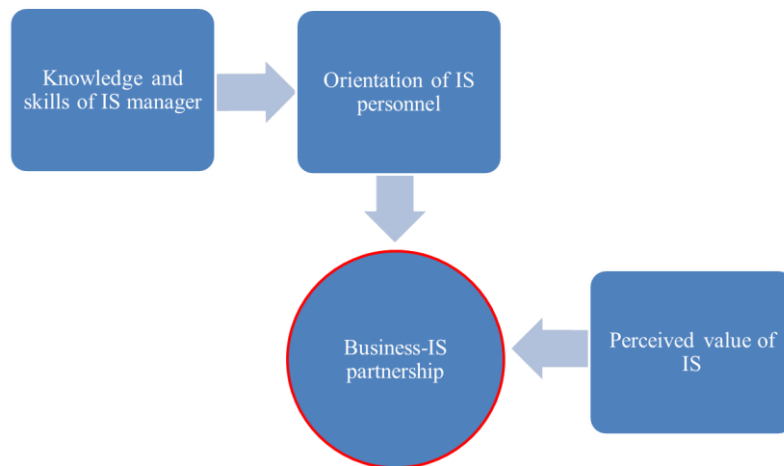 Knowledge and
skills of IS manager
Orientation of IS
personnel
Business-IS
partnership
Perceived value of
IS